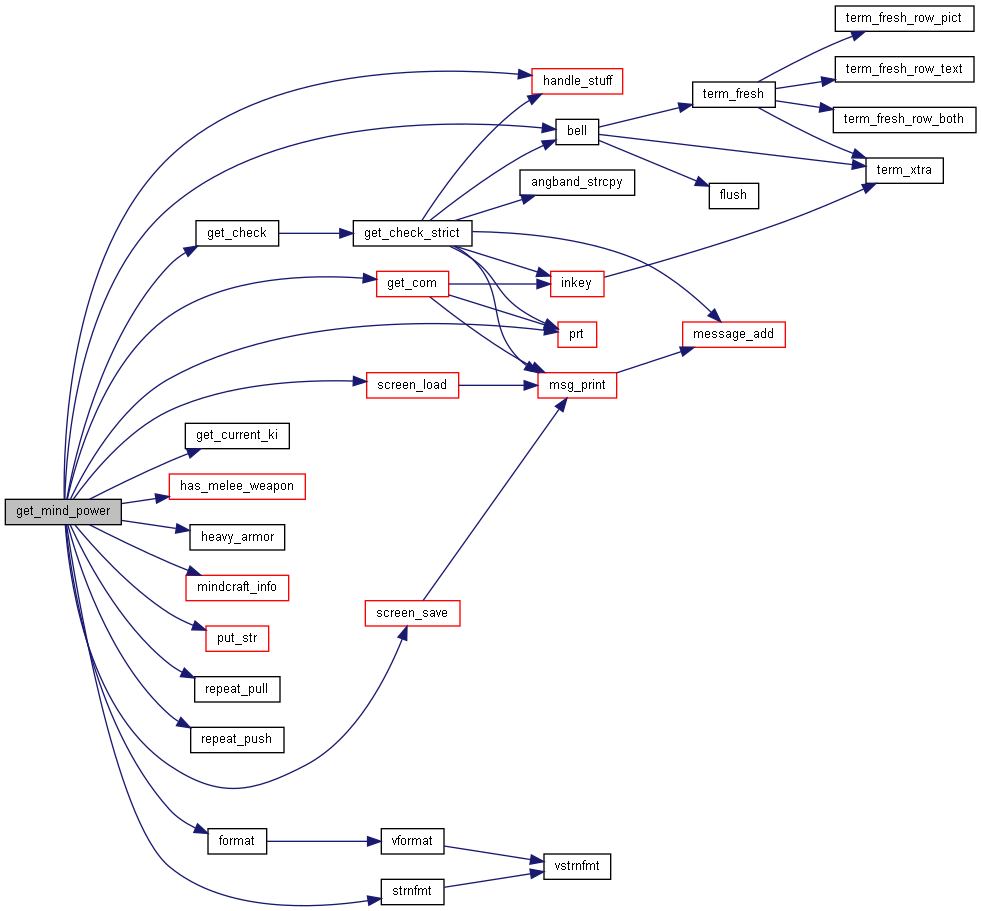 term_fresh_row_pict
term_fresh_row_text
handle_stuff
term_fresh
term_fresh_row_both
bell
term_xtra
angband_strcpy
flush
get_check
get_check_strict
get_com
inkey
prt
message_add
screen_load
msg_print
get_current_ki
has_melee_weapon
get_mind_power
heavy_armor
mindcraft_info
screen_save
put_str
repeat_pull
repeat_push
format
vformat
vstrnfmt
strnfmt